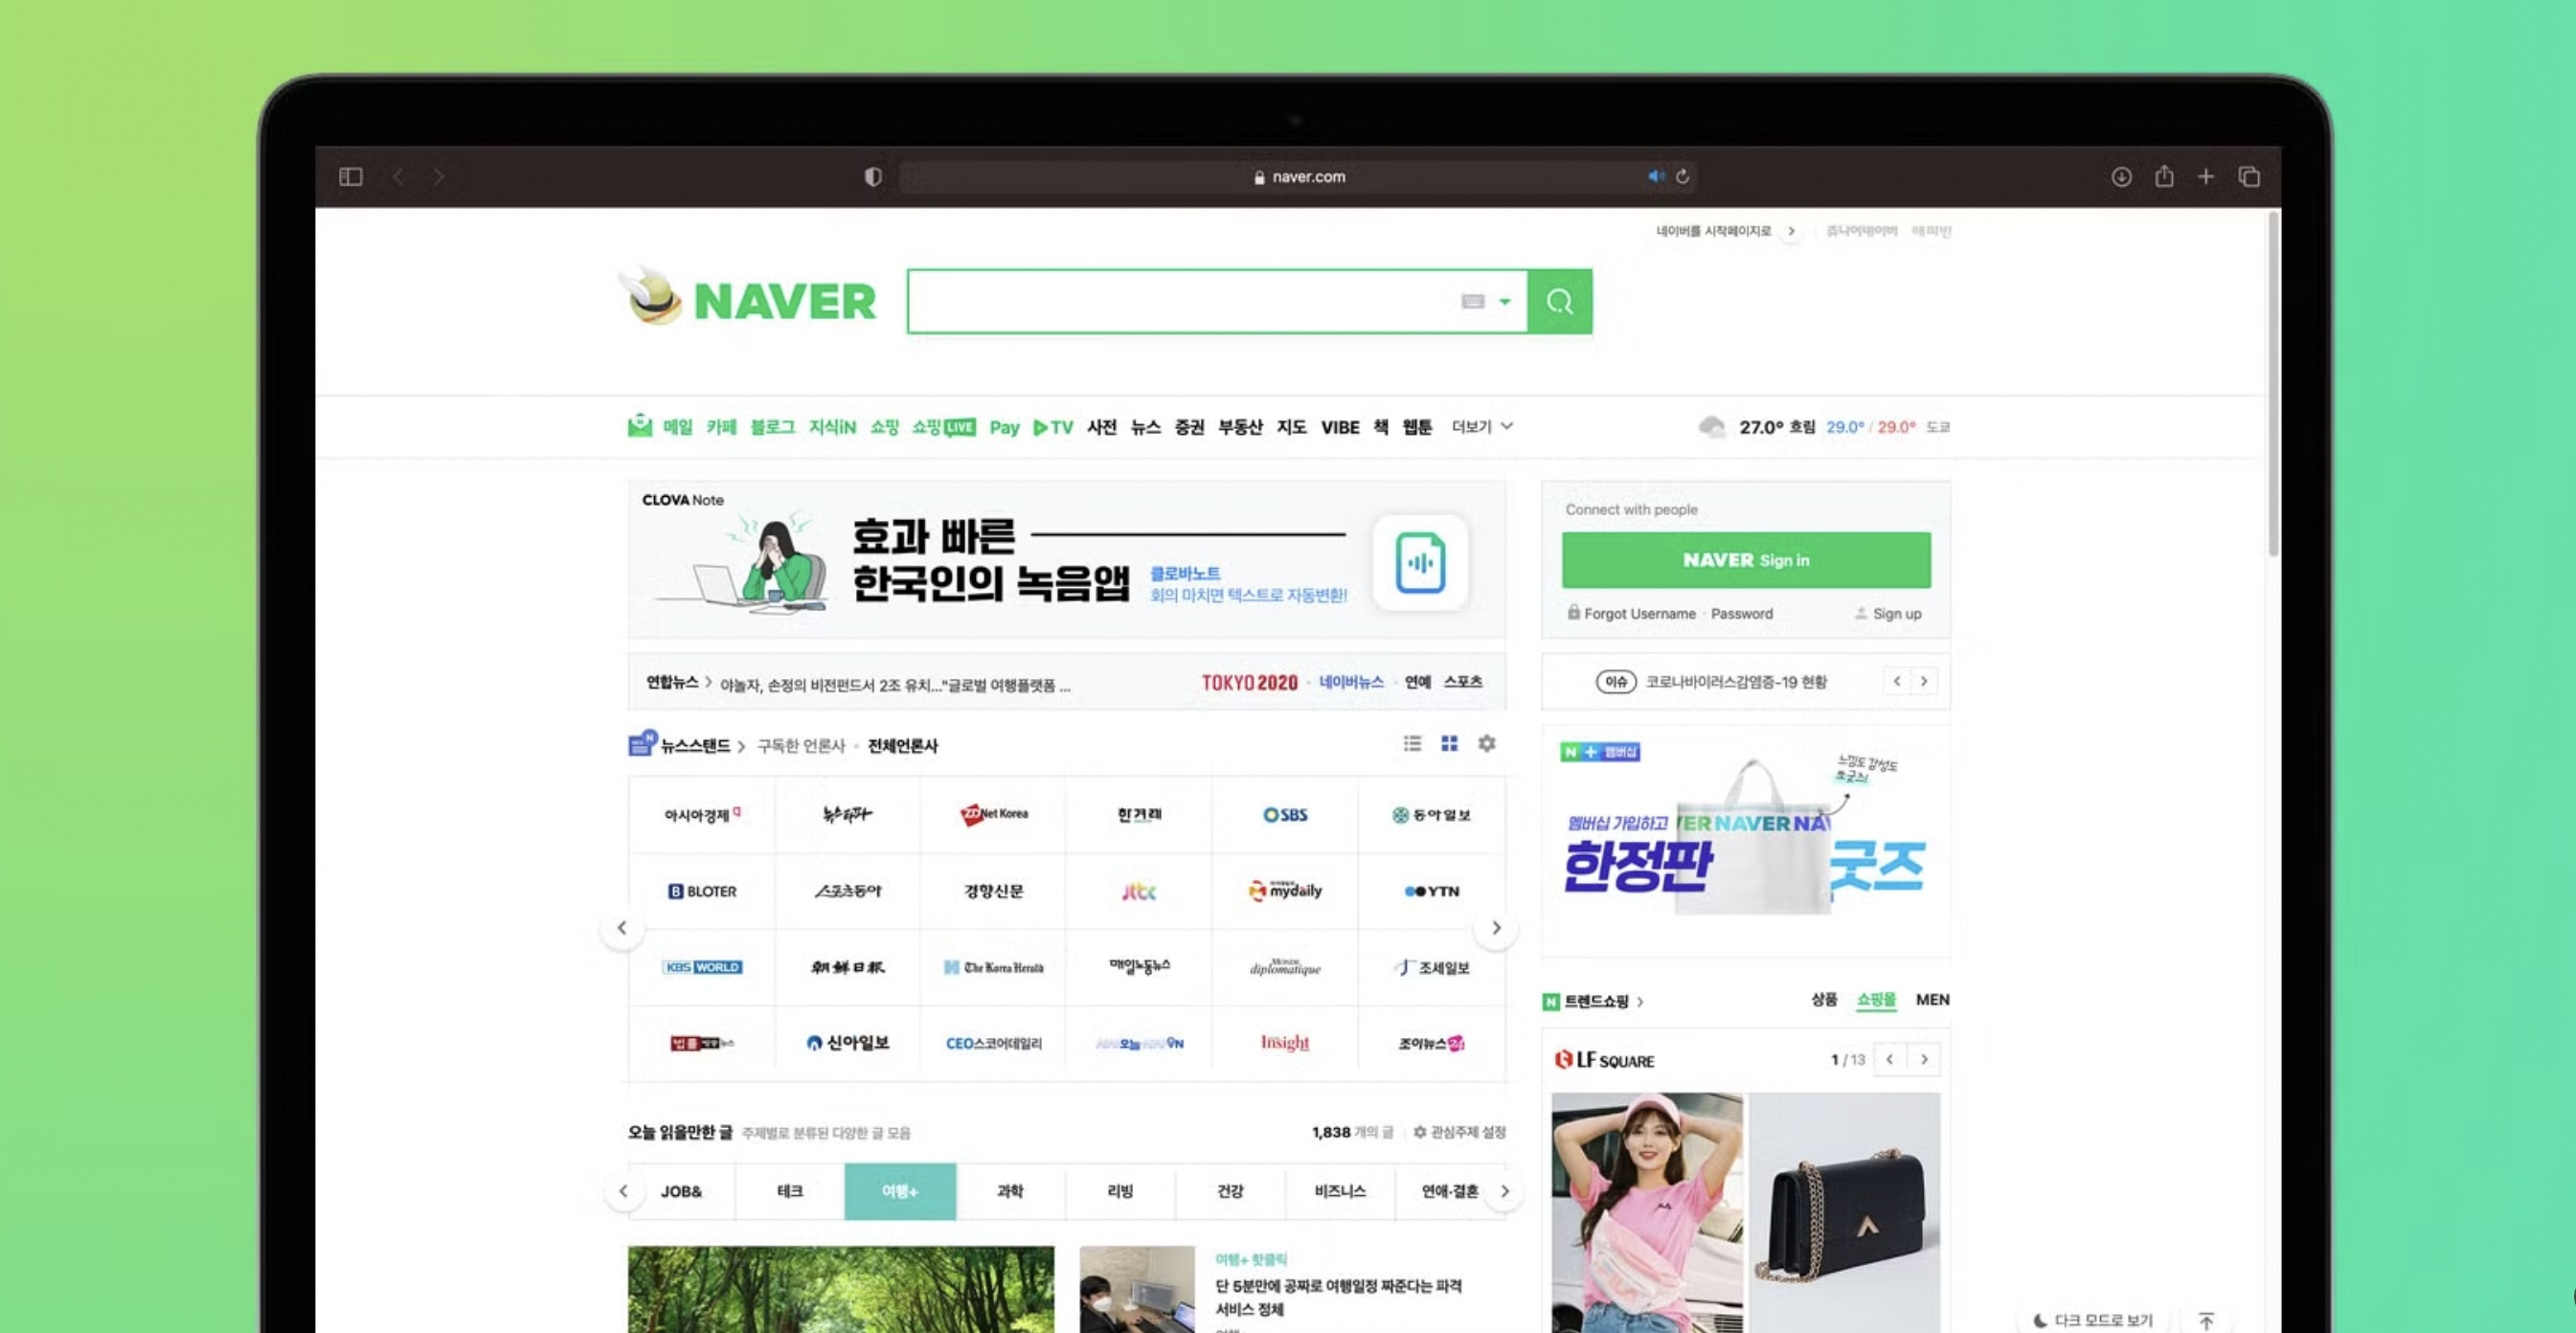 naver.com
네이버를 시작페이지로
쥬니어네이버 해피빈
NAVER
메일 카페 블로그 지식iN 쇼핑 쇼핑LIVE Pay TV 사전 뉴스 증권 부동산 지도 VIBE 책 웹툰 더보기
27.0° 흐림 29.0° / 29.0° 도쿄
CLOVA Note
효과 빠른
한국인의 녹음앱
클로바노트
회의 마치면 텍스트로 자동변환!
Connect with people
NAVER Sign in
Forgot Username · Password
Sign up
연합뉴스 > 야놀자, 손정의 비전펀드서 2조 유치..."글로벌 여행플랫폼 ...
TOKYO 2020 · 네이버뉴스 · 연예 스포츠
이슈 코로나바이러스감염증-19 현황
뉴스스탠드 > 구독한 언론사 · 전체언론사
아시아경제 뉴스타파 ZDNet Korea 한겨레 SBS 동아일보
BLOTER 스포츠동아 경향신문 jtbc mydaily YTN
KBS WORLD 朝鮮日報 The Korea Herald 매일노동뉴스 MONDE diplomatique 조세일보
법률 뉴스 신아일보 CEO스코어데일리 오늘 ON Insight 조이뉴스24
N + 멤버십
느낌도 감성도
쏘굿즈!
멤버십 가입하고
VER NAVER NAV
한정판 굿즈
트렌드쇼핑 >
상품 쇼핑몰 MEN
LF SQUARE
1 / 13
오늘 읽을만한 글 주제별로 분류된 다양한 글 모음
1,838 개의 글
관심주제 설정
JOB& 테크 여행+ 과학 리빙 건강 비즈니스 연애·결혼
여행+ 핫클릭
단 5분만에 공짜로 여행일정 짜준다는 파격
서비스 정체
다크 모드로 보기